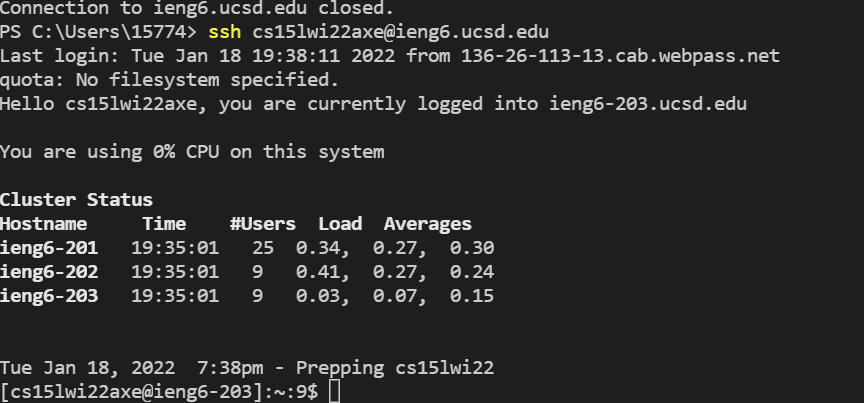 Connection to ieng6.ucsd.edu closed.
PS C:\Users\15774> ssh cs15lwi22axe@ieng6.ucsd.edu
Last login: Tue Jan 18 19:38:11 2022 from 136-26-113-13.cab.webpass.net
quota: No filesystem specified.
Hello cs15lwi22axe, you are currently logged into ieng6-203.ucsd.edu
You are using 0% CPU on this system
Cluster Status
Hostname     Time    #Users  Load  Averages
ieng6-201   19:35:01   25  0.34,  0.27,  0.30
ieng6-202   19:35:01   9   0.41,  0.27,  0.24
ieng6-203   19:35:01   9   0.03,  0.07,  0.15
Tue Jan 18, 2022  7:38pm - Prepping cs15lwi22
[cs15lwi22axe@ieng6-203]:~:9$